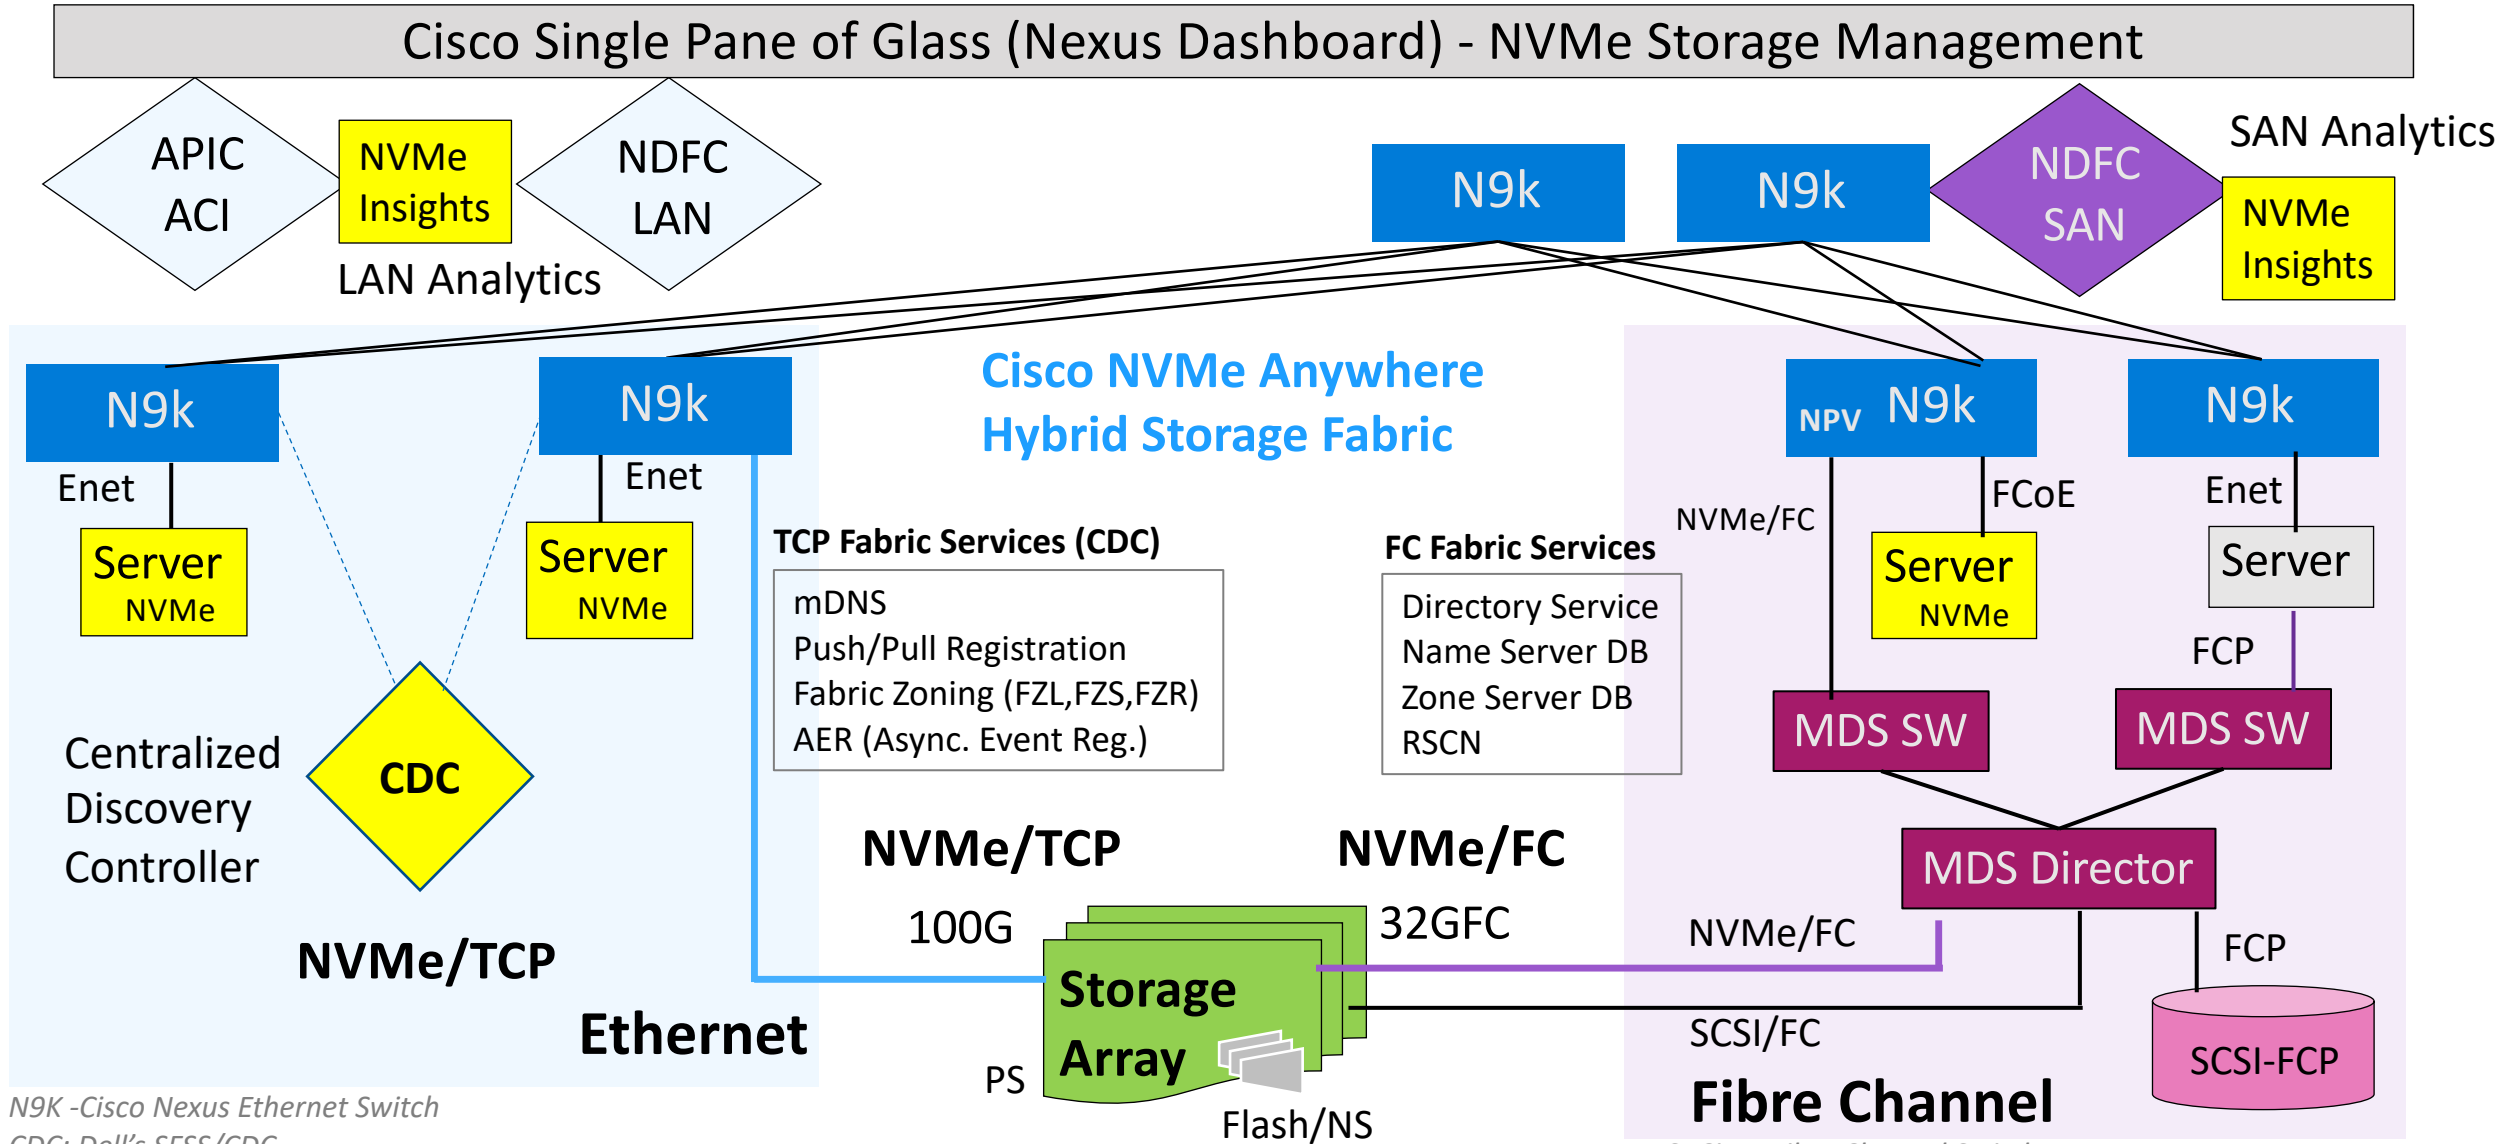 Cisco Single Pane of Glass (Nexus Dashboard) - NVMe Storage Management
APIC
ACI
NVMe
Insights
NDFC
LAN
LAN Analytics
N9k
N9k
NDFC
SAN
SAN Analytics
NVMe
Insights
N9k
N9k
Cisco NVMe Anywhere
Hybrid Storage Fabric
NPV N9k
N9k
Enet
Enet
NVMe/FC
FCoE
Enet
Server
NVMe
Server
NVMe
TCP Fabric Services (CDC)
mDNS
Push/Pull Registration
Fabric Zoning (FZL,FZS,FZR)
AER (Async. Event Reg.)
FC Fabric Services
Directory Service
Name Server DB
Zone Server DB
RSCN
Server
NVMe
Server
FCP
MDS SW
MDS SW
Centralized
Discovery
Controller
CDC
NVMe/TCP
NVMe/FC
MDS Director
100G
32GFC
NVMe/FC
FCP
NVMe/TCP
Ethernet
Storage
Array
PS
Flash/NS
SCSI/FC
SCSI-FCP
Fibre Channel
N9K -Cisco Nexus Ethernet Switch
CDC: Dell's SFSS/CDC